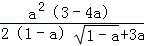 a² (3-4a)
2 (1-a) √1-a+3a